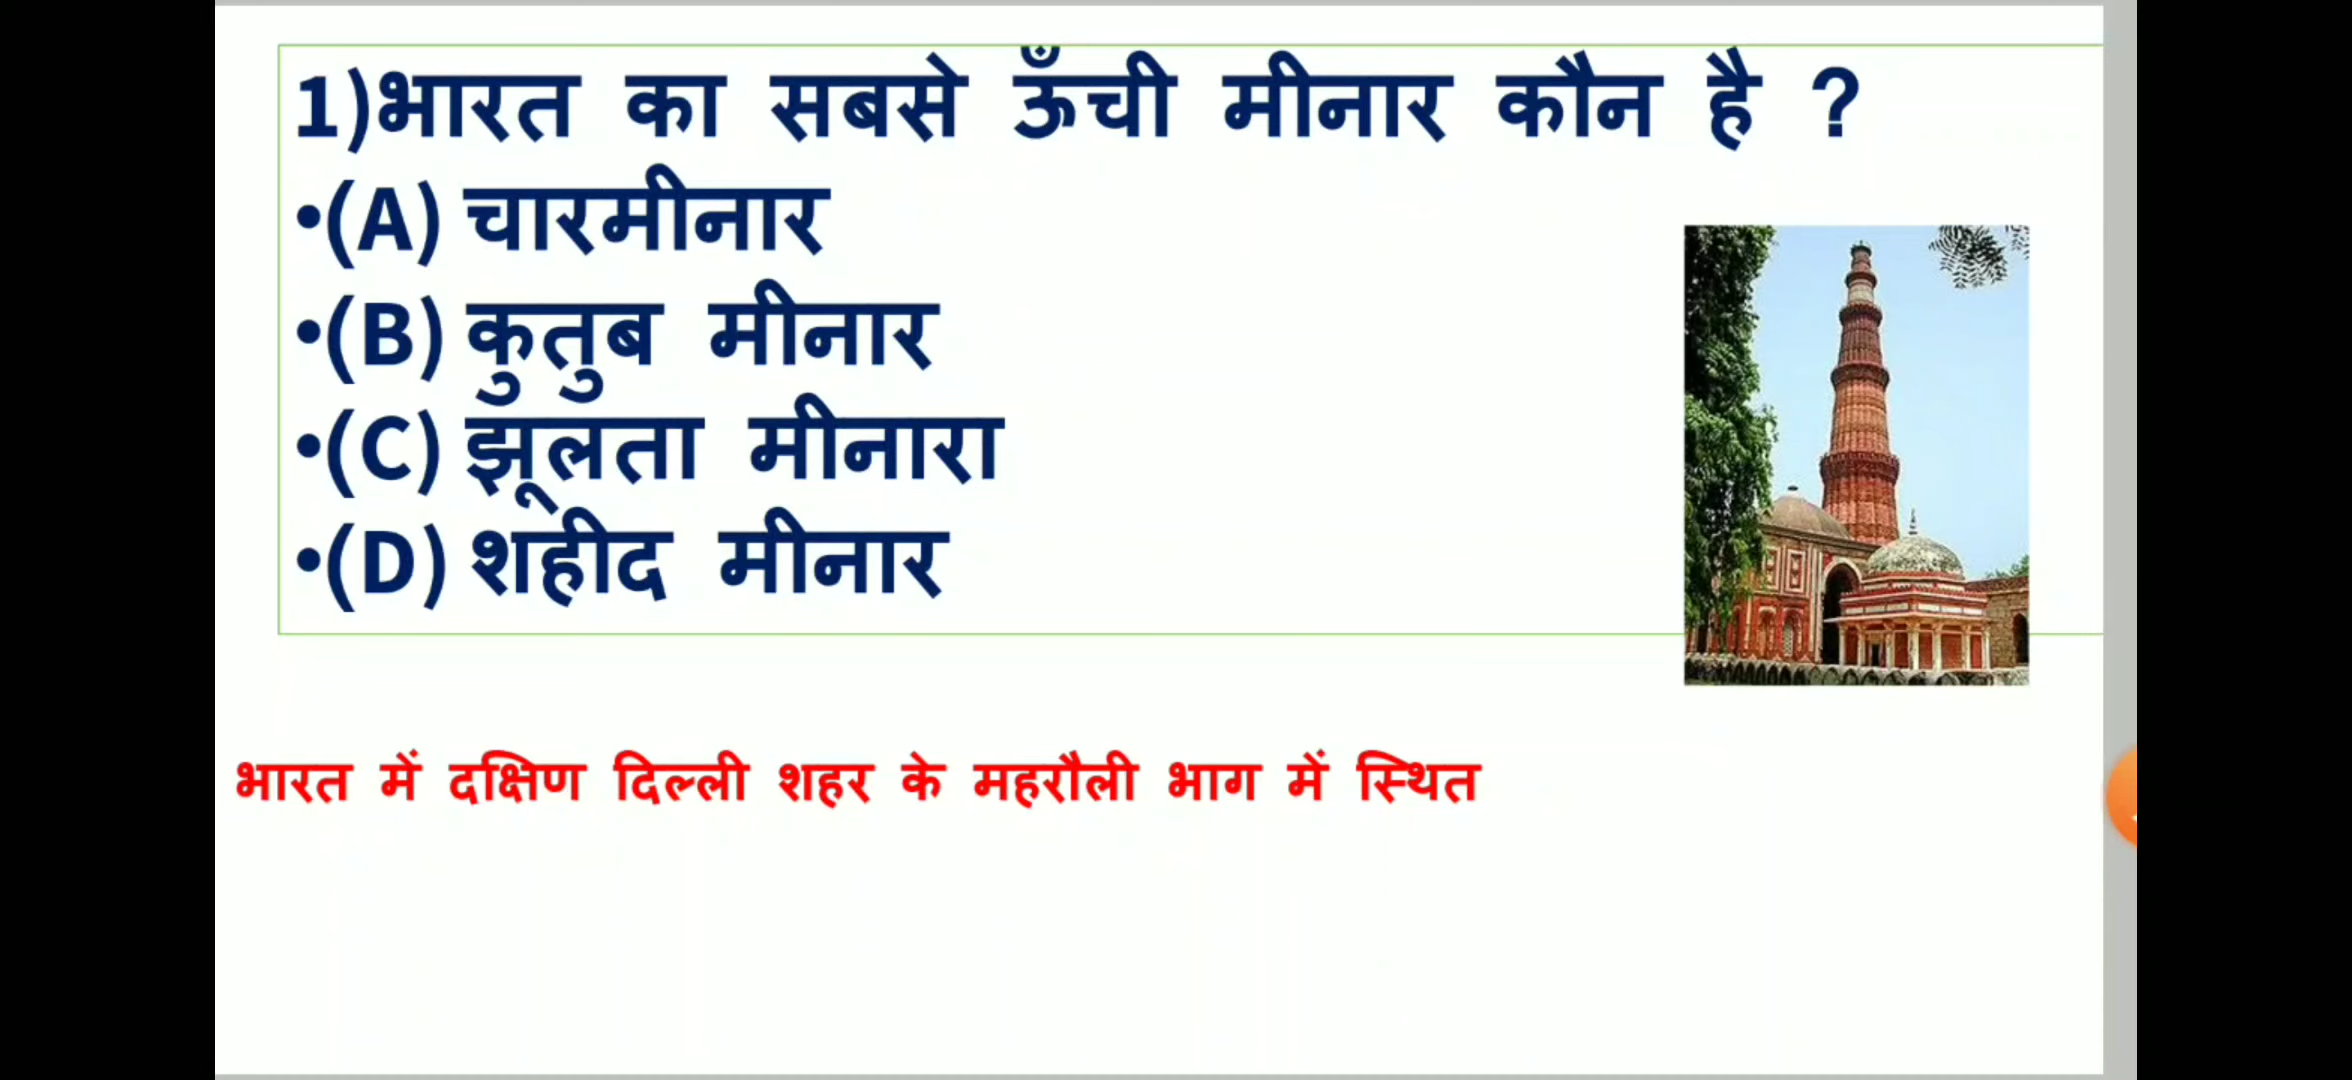 1)भारत का सबसे ऊँची मीनार कौन है ?
•(A) चारमीनार
•(B) कुतुब मीनार
•(C) झूलता मीनारा
•(D) शहीद मीनार
भारत में दक्षिण दिल्ली शहर के महरौली भाग में स्थित